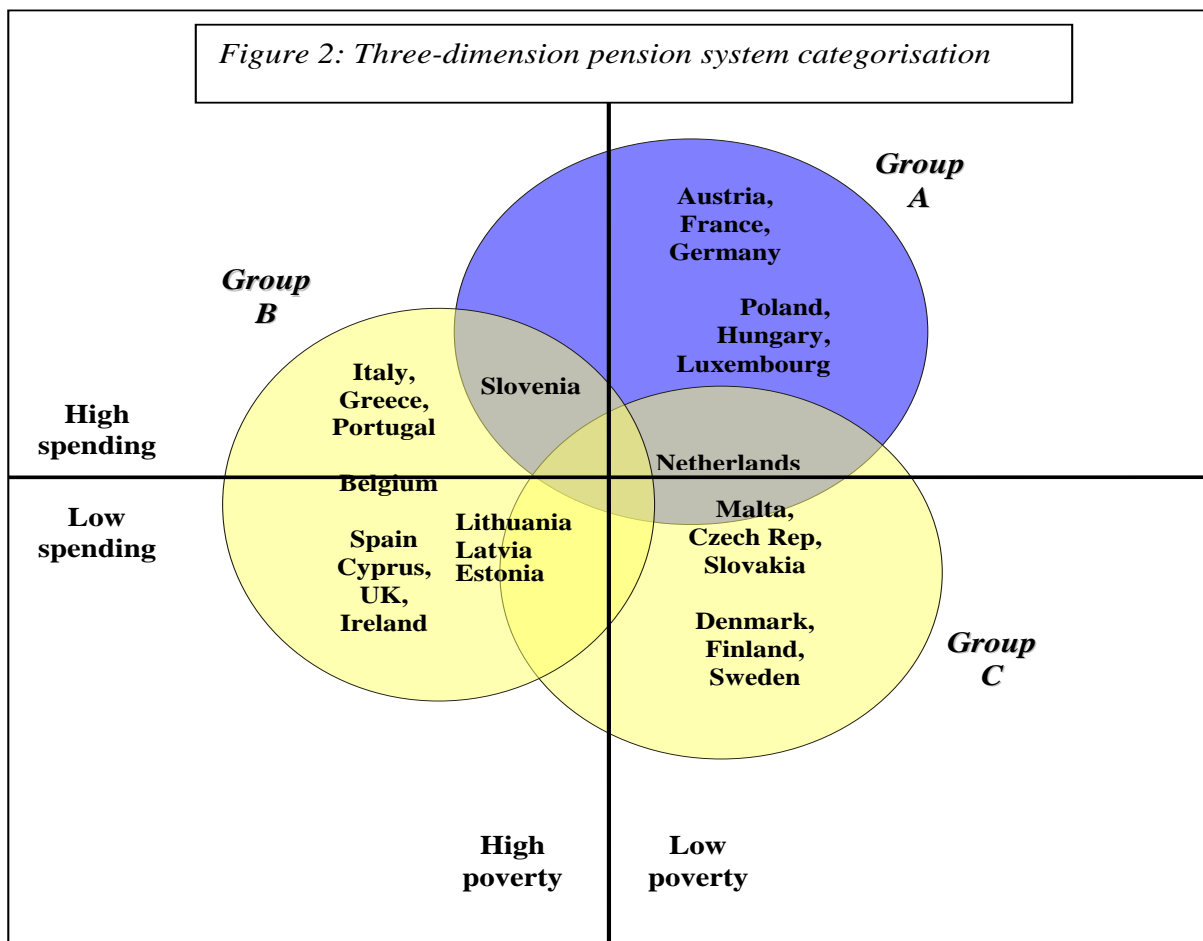 Figure 2: Three-dimension pension system categorisation
Group
A
Austria,
France,
Germany
Poland,
Hungary,
Luxembourg
Group
B
Italy,
Greece,
Portugal
Slovenia
High
spending
Netherlands
Belgium
Low
spending
Spain
Cyprus,
UK,
Ireland
Lithuania
Latvia
Estonia
Malta,
Czech Rep,
Slovakia
Denmark,
Finland,
Sweden
Group
C
High
poverty
Low
poverty